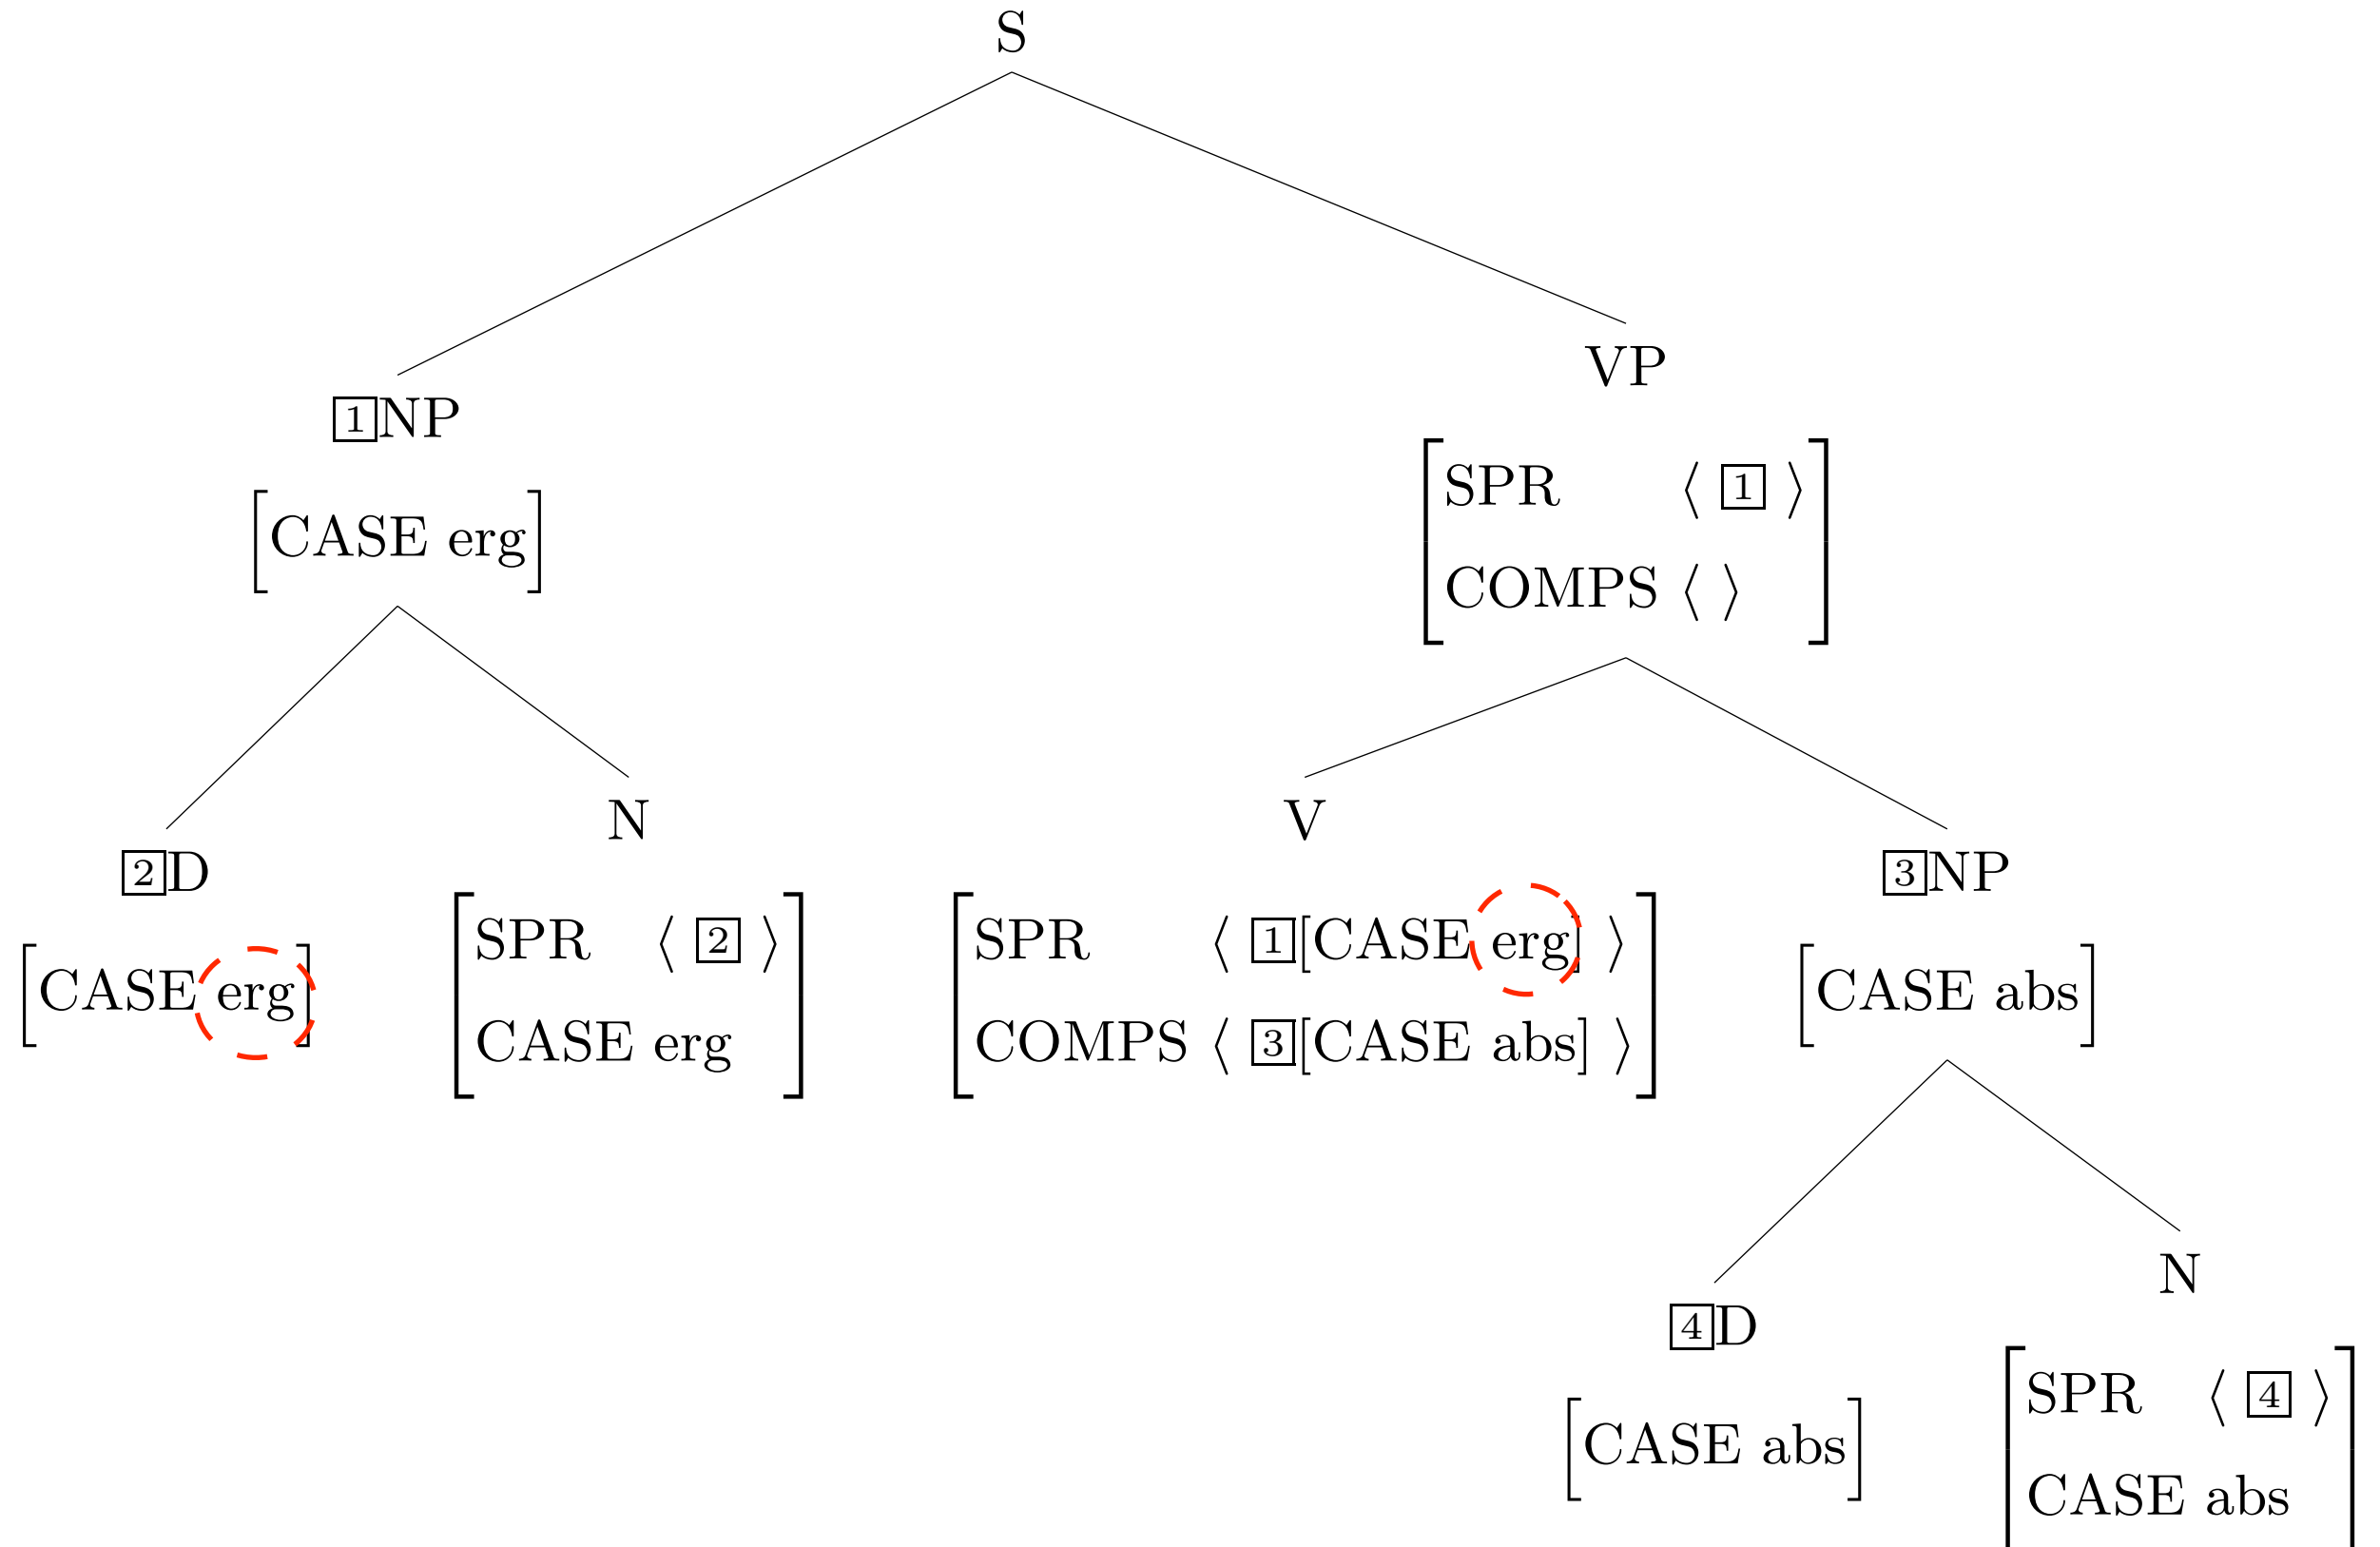 S
VP
1NP
SPR ⟨ 1 ⟩
[CASE erg]
COMPS ⟨ ⟩
N
V
2D
3NP
SPR ⟨ 2 ⟩
SPR ⟨ 1[CASE erg] ⟩
[CASE erg]
[CASE abs]
CASE erg
COMPS ⟨ 3[CASE abs] ⟩
N
4D
SPR ⟨ 4 ⟩
[CASE abs]
CASE abs